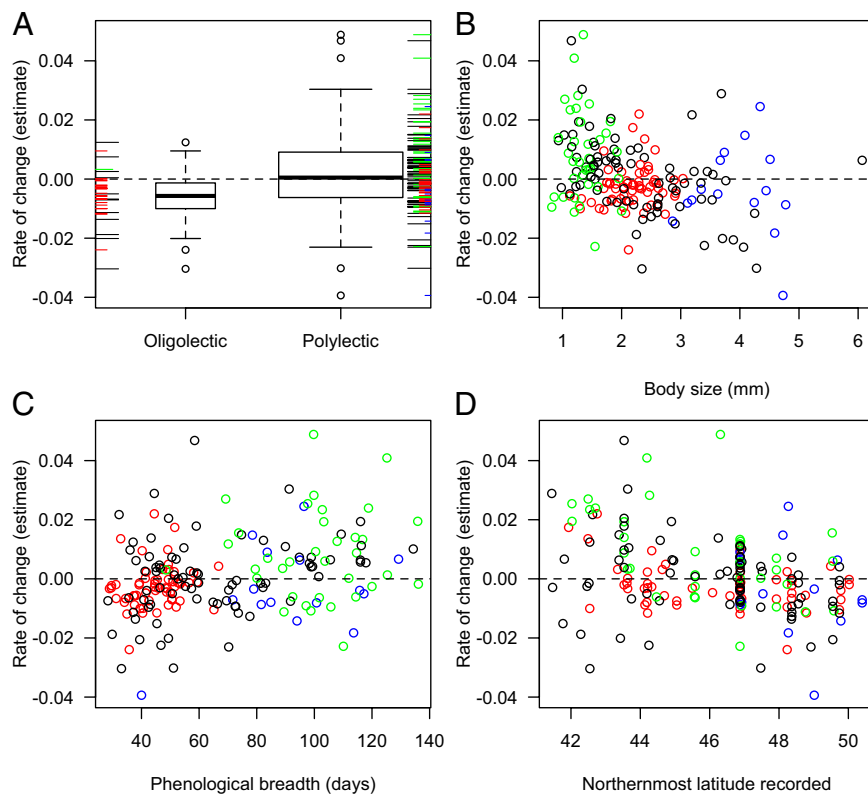 A
Rate of change (estimate)
0.04
0.02
0.00
-0.02
-0.04
Oligolectic
Polylectic
B
Rate of change (estimate)
0.04
0.02
0.00
-0.02
-0.04
1 2 3 4 5 6
Body size (mm)
C
Rate of change (estimate)
0.04
0.02
0.00
-0.02
-0.04
40 60 80 100 120 140
Phenological breadth (days)
D
Rate of change (estimate)
0.04
0.02
0.00
-0.02
-0.04
42 44 46 48 50
Northernmost latitude recorded